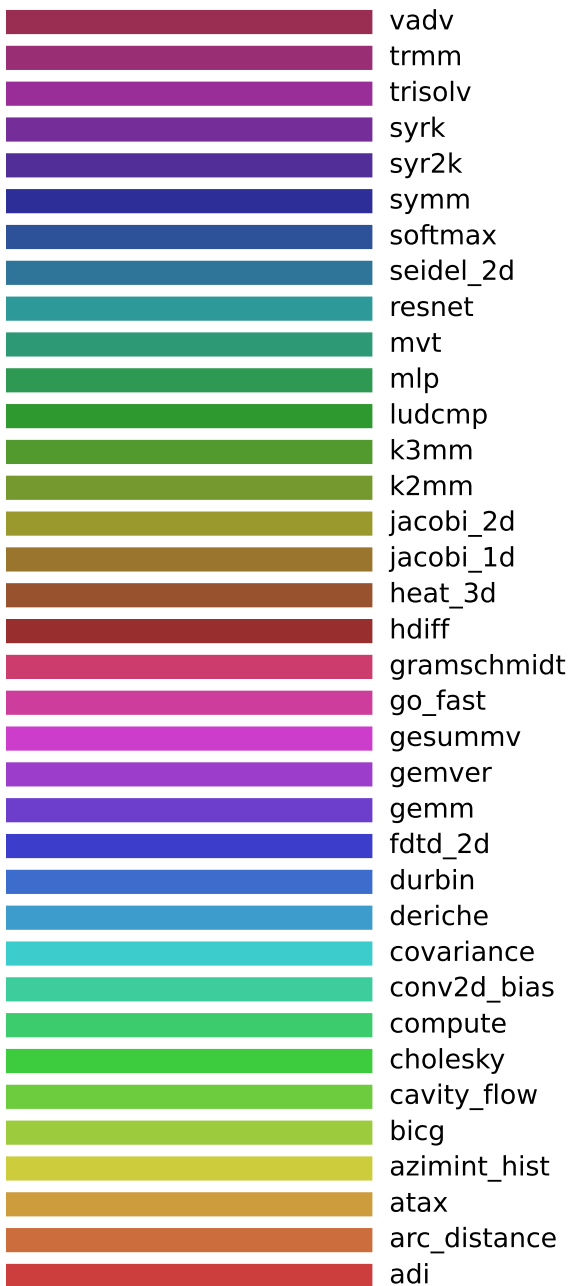 vadv
trmm
trisolv
syrk
syr2k
symm
softmax
seidel_2d
resnet
mvt
mlp
ludcmp
k3mm
k2mm
jacobi_2d
jacobi_1d
heat_3d
hdiff
gramschmidt
go_fast
gesummv
gemver
gemm
fdtd_2d
durbin
deriche
covariance
conv2d_bias
compute
cholesky
cavity_flow
bicg
azimint_hist
atax
arc_distance
adi